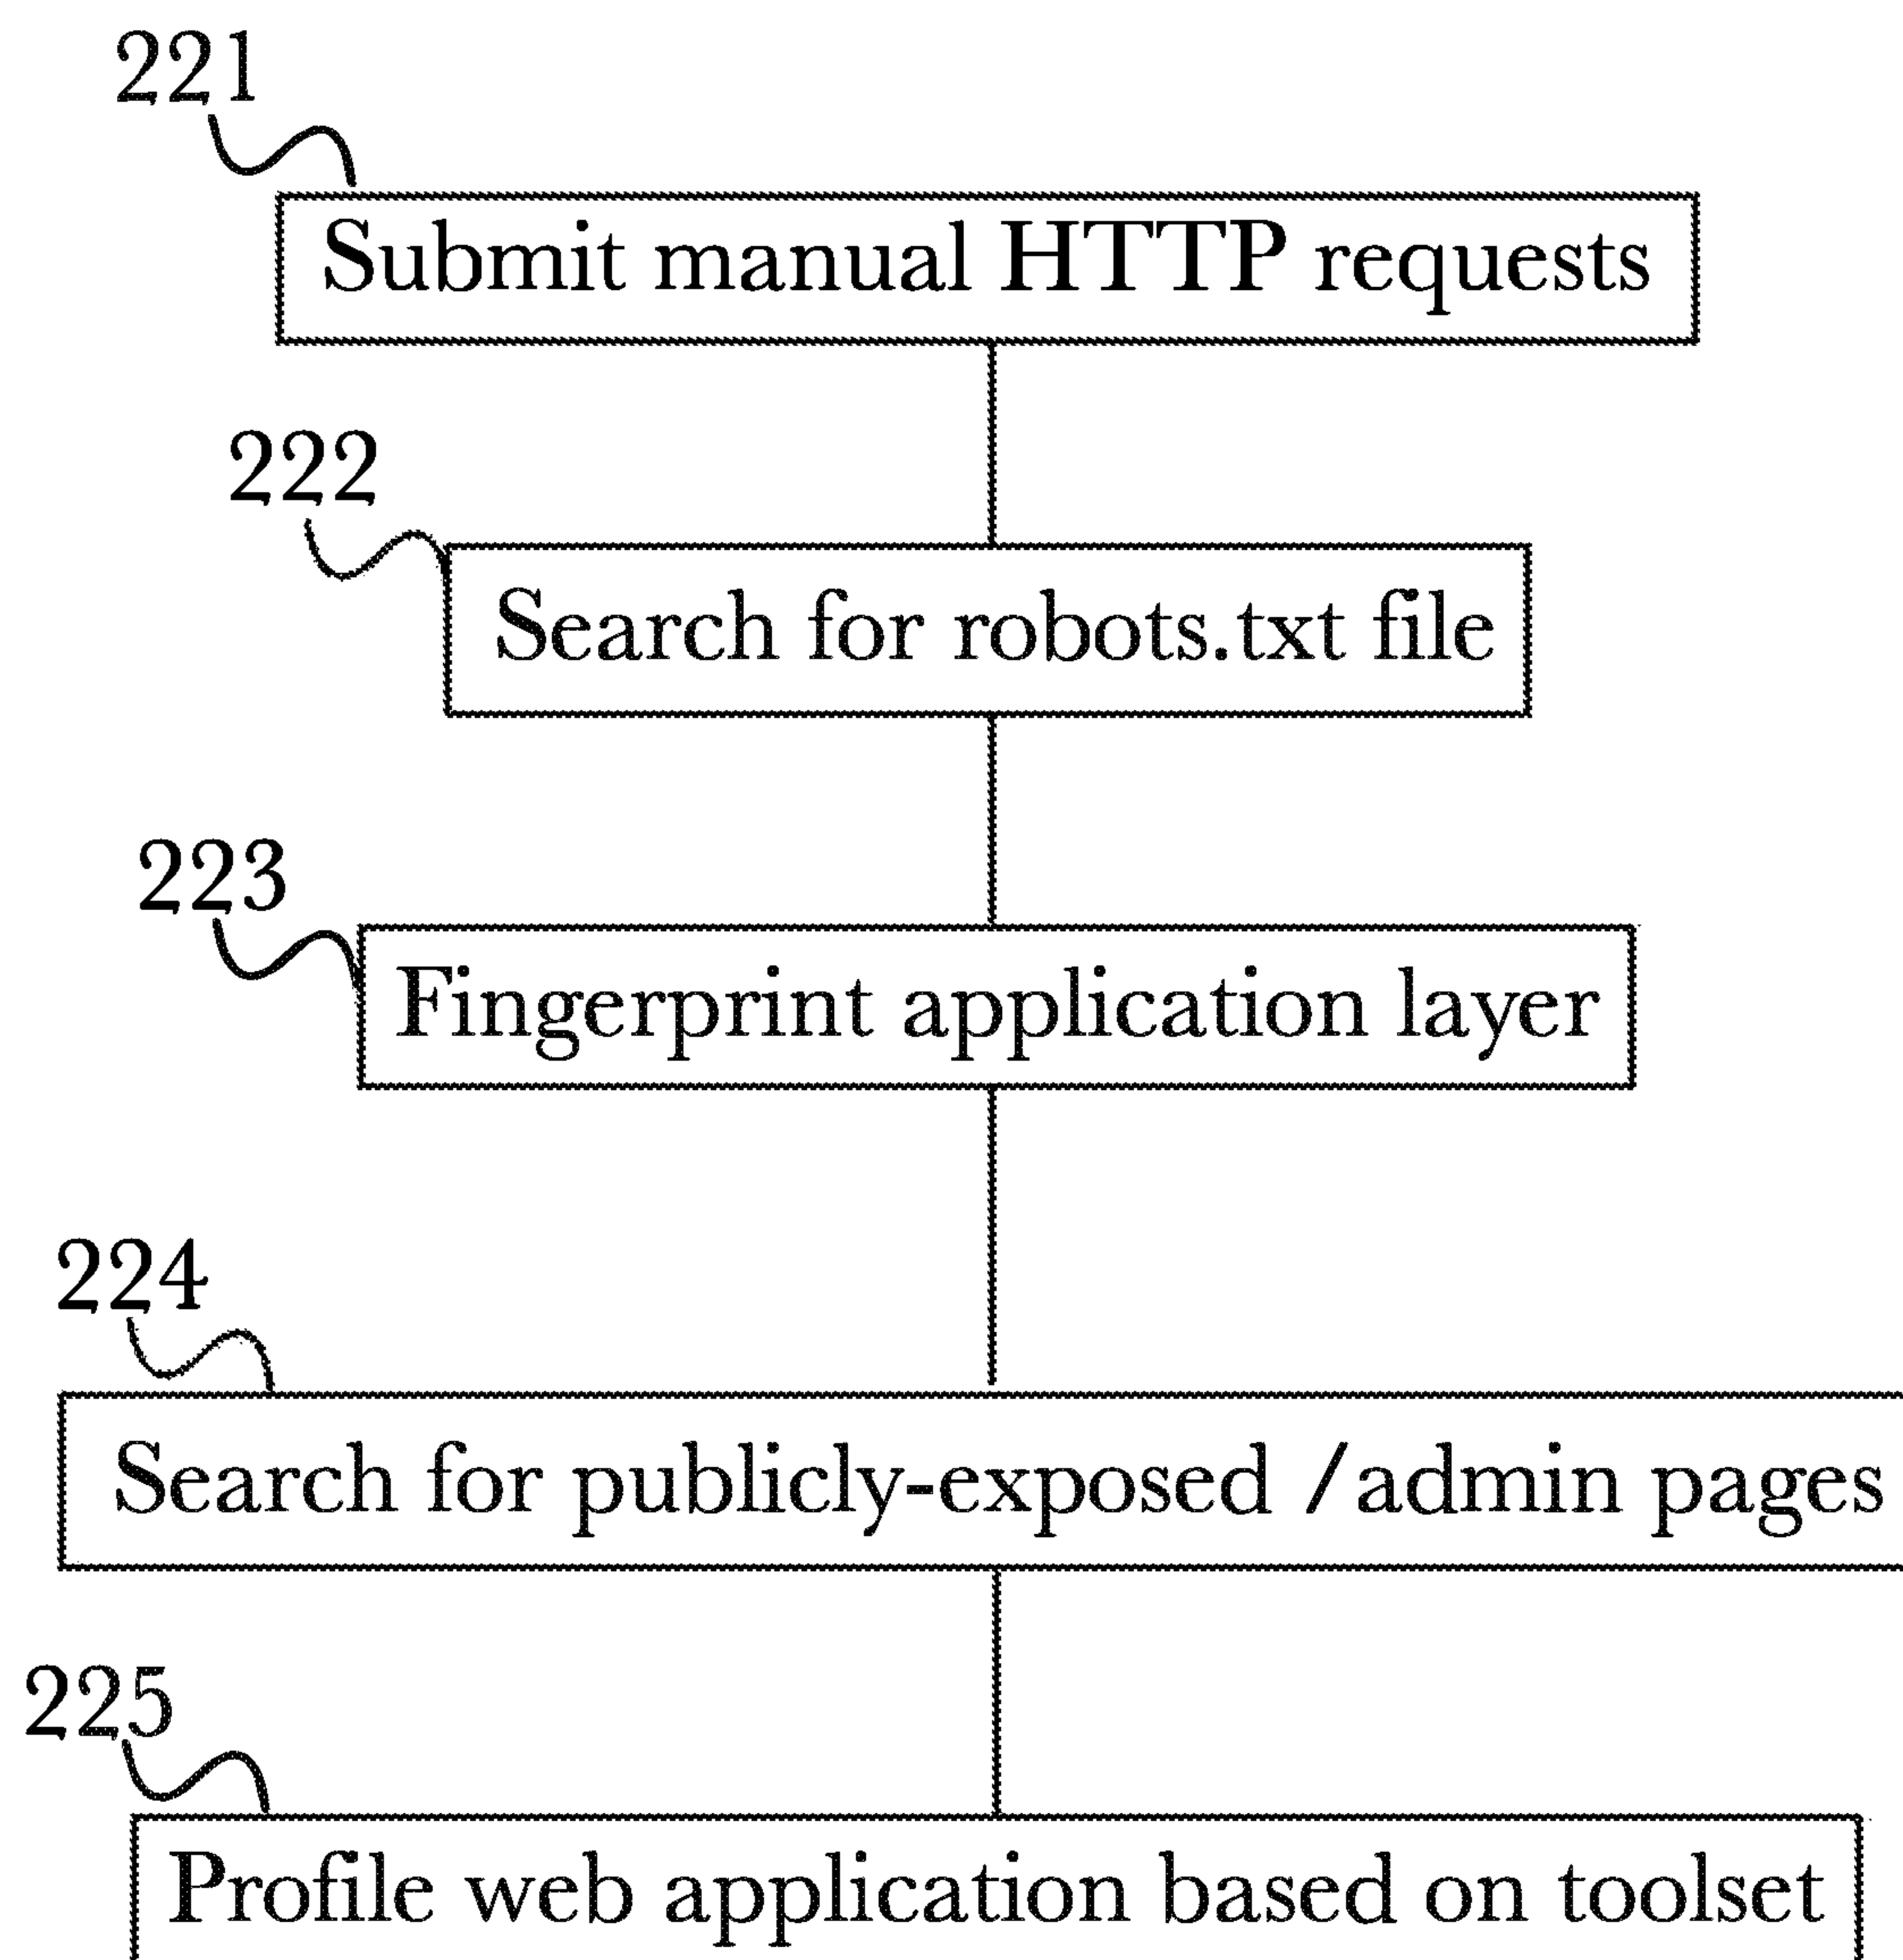 221
Submit manual HTTP requests
222
Search for robots.txt file
223
Fingerprint application layer
224
Search for publicly-exposed /admin pages
225
Profile web application based on toolset